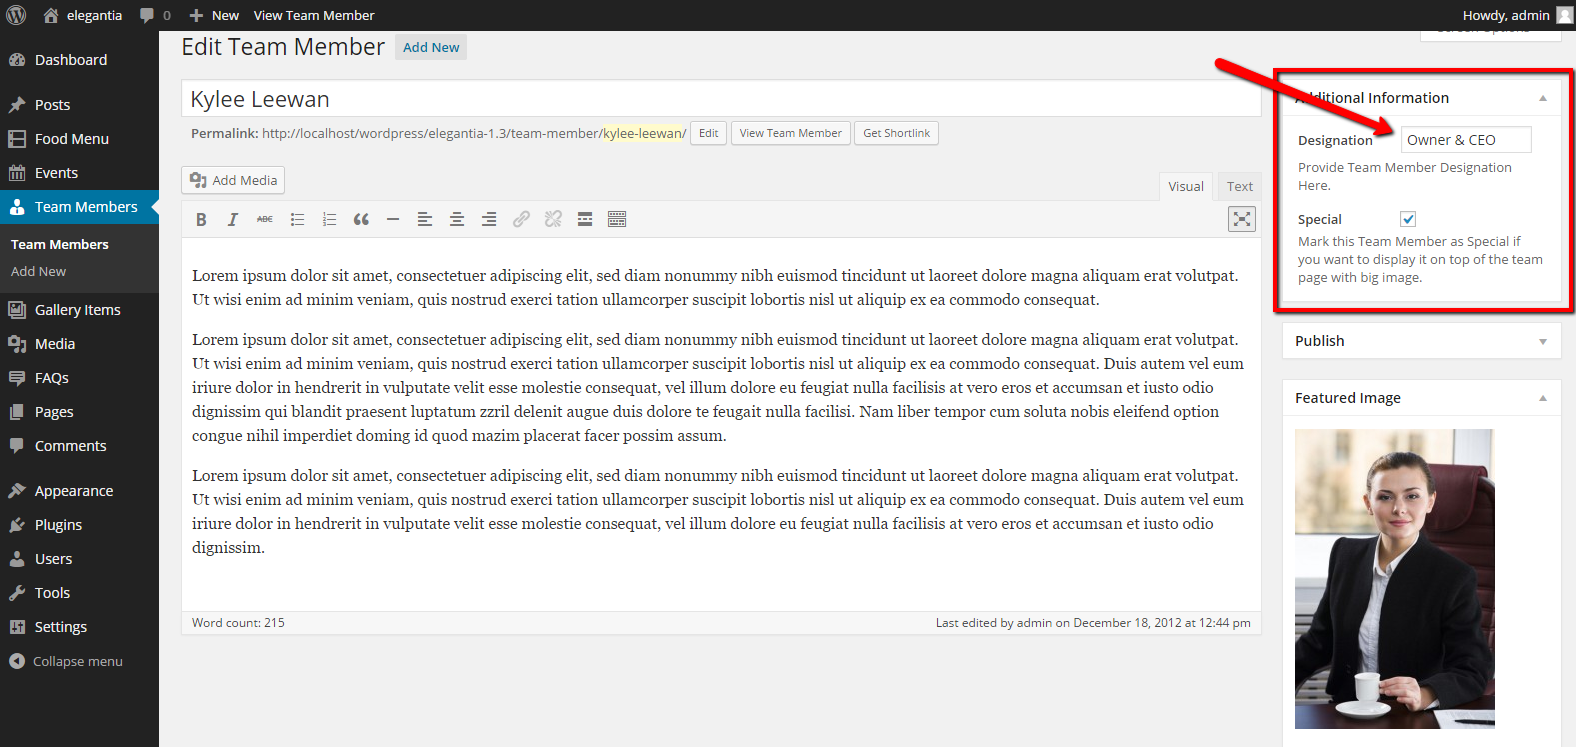 elegantia
0
New
View Team Member
Howdy, admin
Dashboard
Posts
Food Menu
Events
Team Members
Team Members
Add New
Gallery Items
Media
FAQs
Pages
Comments
Appearance
Plugins
Users
Tools
Settings
Collapse menu
Edit Team Member
Add New
Kylee Leewan
Permalink: http://localhost/wordpress/elegantia-1.3/team-member/kylee-leewan/
Edit
View Team Member
Get Shortlink
Add Media
Visual
Text
B I ABC
Lorem ipsum dolor sit amet, consectetuer adipiscing elit, sed diam nonummy nibh euismod tincidunt ut laoreet dolore magna aliquam erat volutpat.
Ut wisi enim ad minim veniam, quis nostrud exerci tation ullamcorper suscipit lobortis nisl ut aliquip ex ea commodo consequat.
Lorem ipsum dolor sit amet, consectetuer adipiscing elit, sed diam nonummy nibh euismod tincidunt ut laoreet dolore magna aliquam erat volutpat.
Ut wisi enim ad minim veniam, quis nostrud exerci tation ullamcorper suscipit lobortis nisl ut aliquip ex ea commodo consequat. Duis autem vel eum
iriure dolor in hendrerit in vulputate velit esse molestie consequat, vel illum dolore eu feugiat nulla facilisis at vero eros et accumsan et iusto odio
dignissim qui blandit praesent luptatum zzril delenit augue duis dolore te feugait nulla facilisi. Nam liber tempor cum soluta nobis eleifend option
congue nihil imperdiet doming id quod mazim placerat facer possim assum.
Lorem ipsum dolor sit amet, consectetuer adipiscing elit, sed diam nonummy nibh euismod tincidunt ut laoreet dolore magna aliquam erat volutpat.
Ut wisi enim ad minim veniam, quis nostrud exerci tation ullamcorper suscipit lobortis nisl ut aliquip ex ea commodo consequat. Duis autem vel eum
iriure dolor in hendrerit in vulputate velit esse molestie consequat, vel illum dolore eu feugiat nulla facilisis at vero eros et accumsan et iusto odio
dignissim.
Word count: 215
Last edited by admin on December 18, 2012 at 12:44 pm
Additional Information
Designation
Owner & CEO
Provide Team Member Designation
Here.
Special
Mark this Team Member as Special if
you want to display it on top of the team
page with big image.
Publish
Featured Image